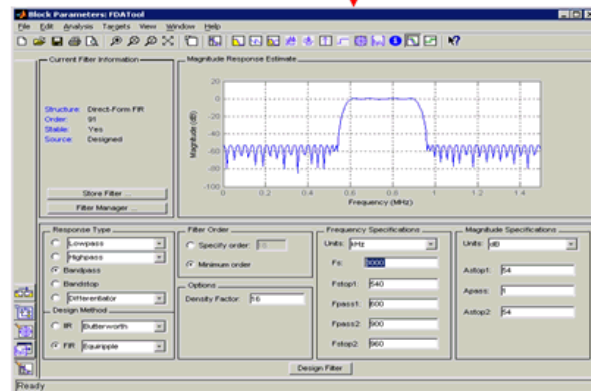 Block Parameters: FDATool
File Edit Analysis Targets View Window Help
Current Filter Information
Structure: Direct-Form FIR
Order: 91
Stable: Yes
Source: Designed
Store Filter ...
Filter Manager ...
Magnitude Response Estimate
Magnitude (dB)
20
0
-20
-40
-60
-80
-100
0 0.2 0.4 0.6 0.8 1 1.2 1.4
Frequency (MHz)
Response Type
Lowpass
Highpass
Bandpass
Bandstop
Differentiator
Design Method
IIR Butterworth
FIR Equiripple
Filter Order
Specify order:
Minimum order
Options
Density Factor: 16
Frequency Specifications
Units: kHz
Fs: 3000
Fstop1: 540
Fpass1: 600
Fpass2: 900
Fstop2: 960
Magnitude Specifications
Units: dB
Astop1: 54
Apass: 1
Astop2: 54
Design Filter
Ready